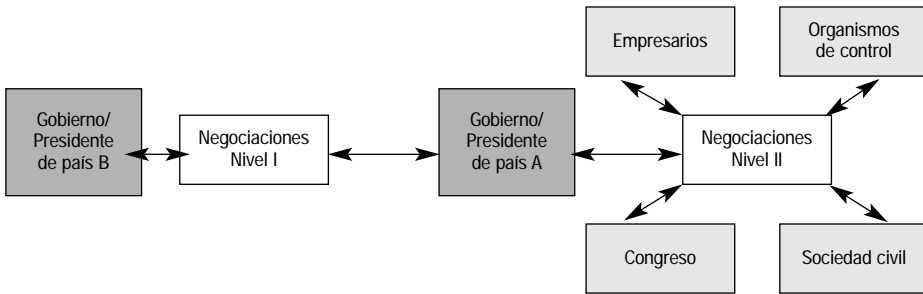 Empresarios
Organismos
de control
Gobierno/
Presidente
de país B
Negociaciones
Nivel I
Gobierno/
Presidente
de país A
Negociaciones
Nivel II
Congreso
Sociedad civil